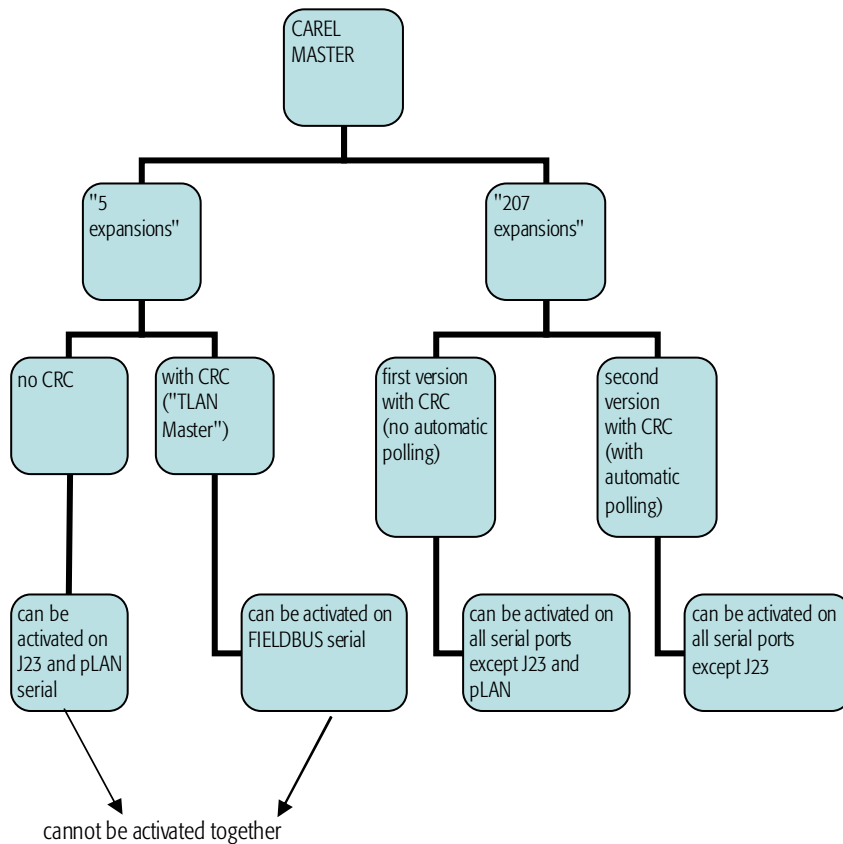 CAREL
MASTER
"5
expansions"
"207
expansions"
no CRC
with CRC
("TLAN
Master")
first version
with CRC
(no automatic
polling)
second
version
with CRC
(with
automatic
polling)
can be
activated on
J23 and pLAN
serial
can be activated on
FIELDBUS serial
can be activated on
all serial ports
except J23 and
pLAN
can be activated on
all serial ports
except J23
cannot be activated together